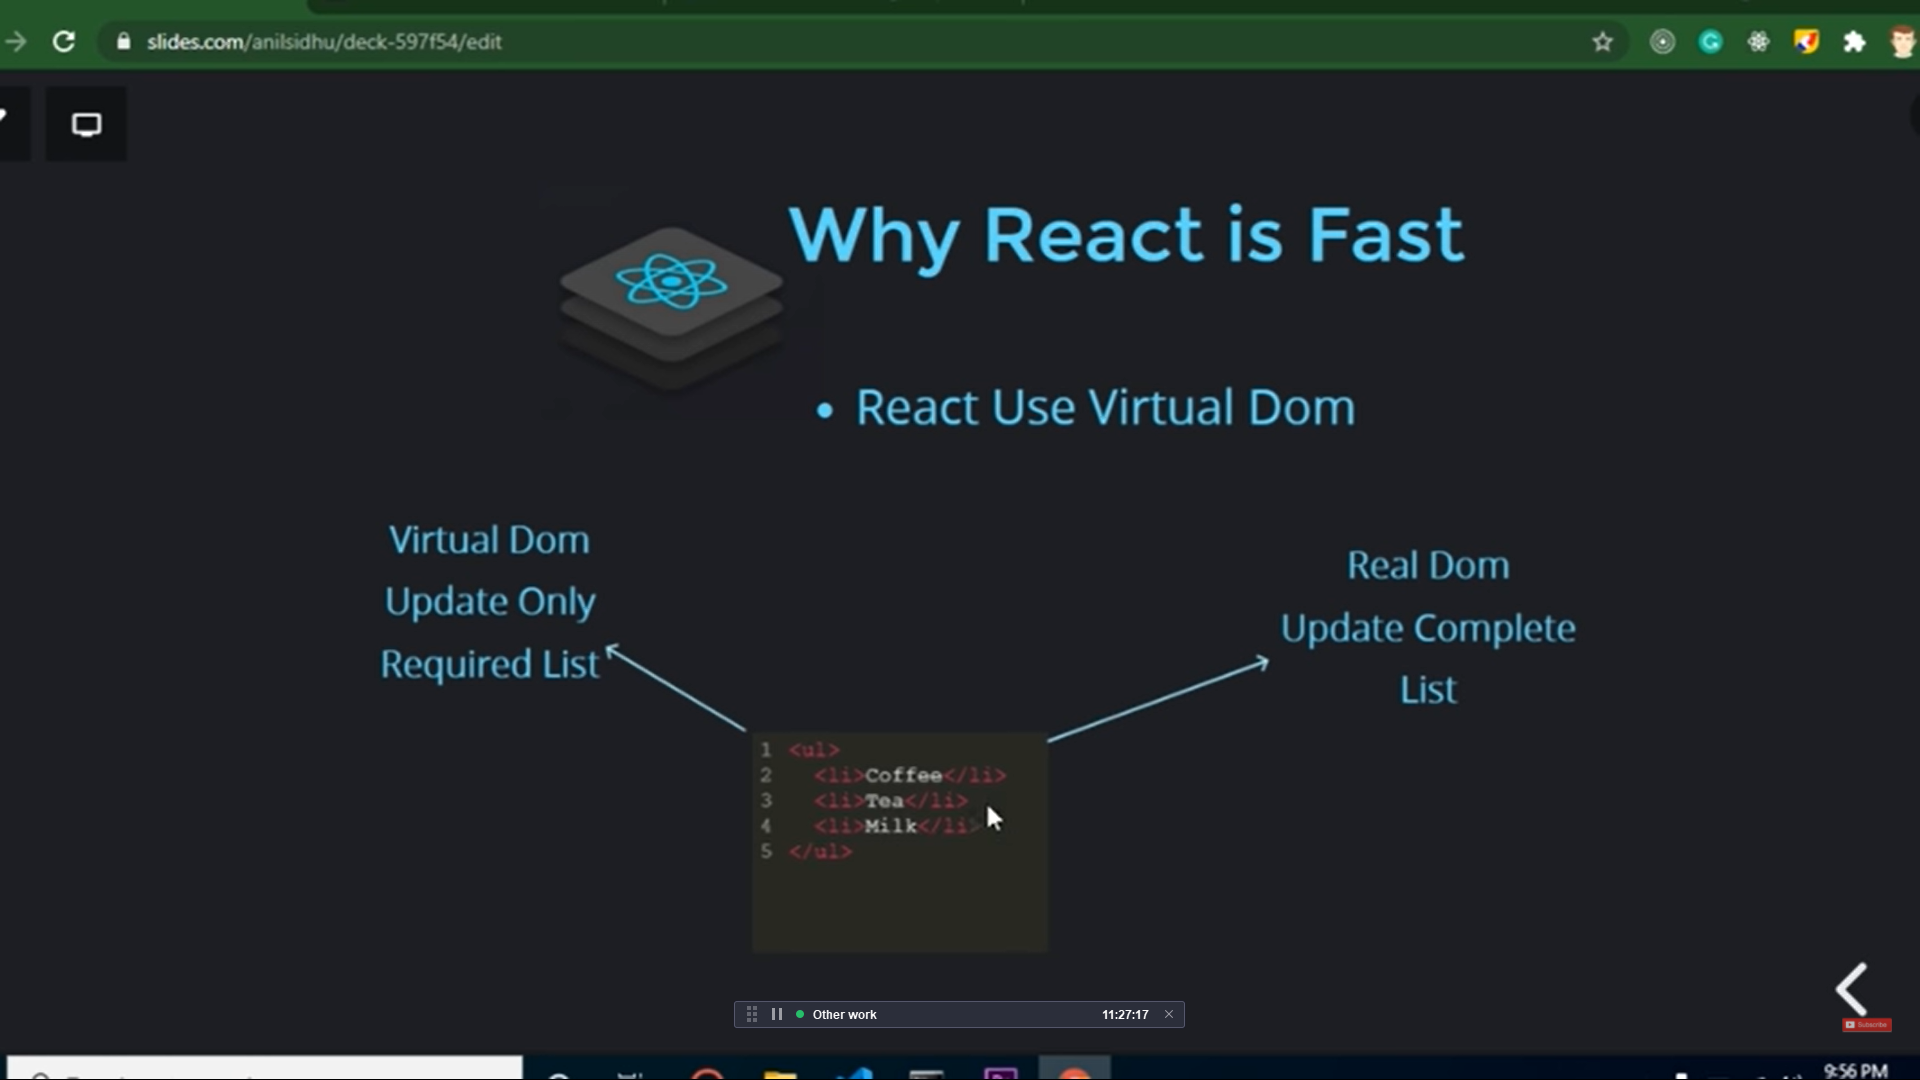 slides.com/anilsidhu/deck-597f54/edit
Why React is Fast
• React Use Virtual Dom
Virtual Dom
Update Only
Required List
Real Dom
Update Complete
List
1 <ul>
2 <li>Coffee</li>
3 <li>Tea</li>
4 <li>Milk</li>
5 </ul>
Other work 11:27:17
Subscribe
9:56 PM